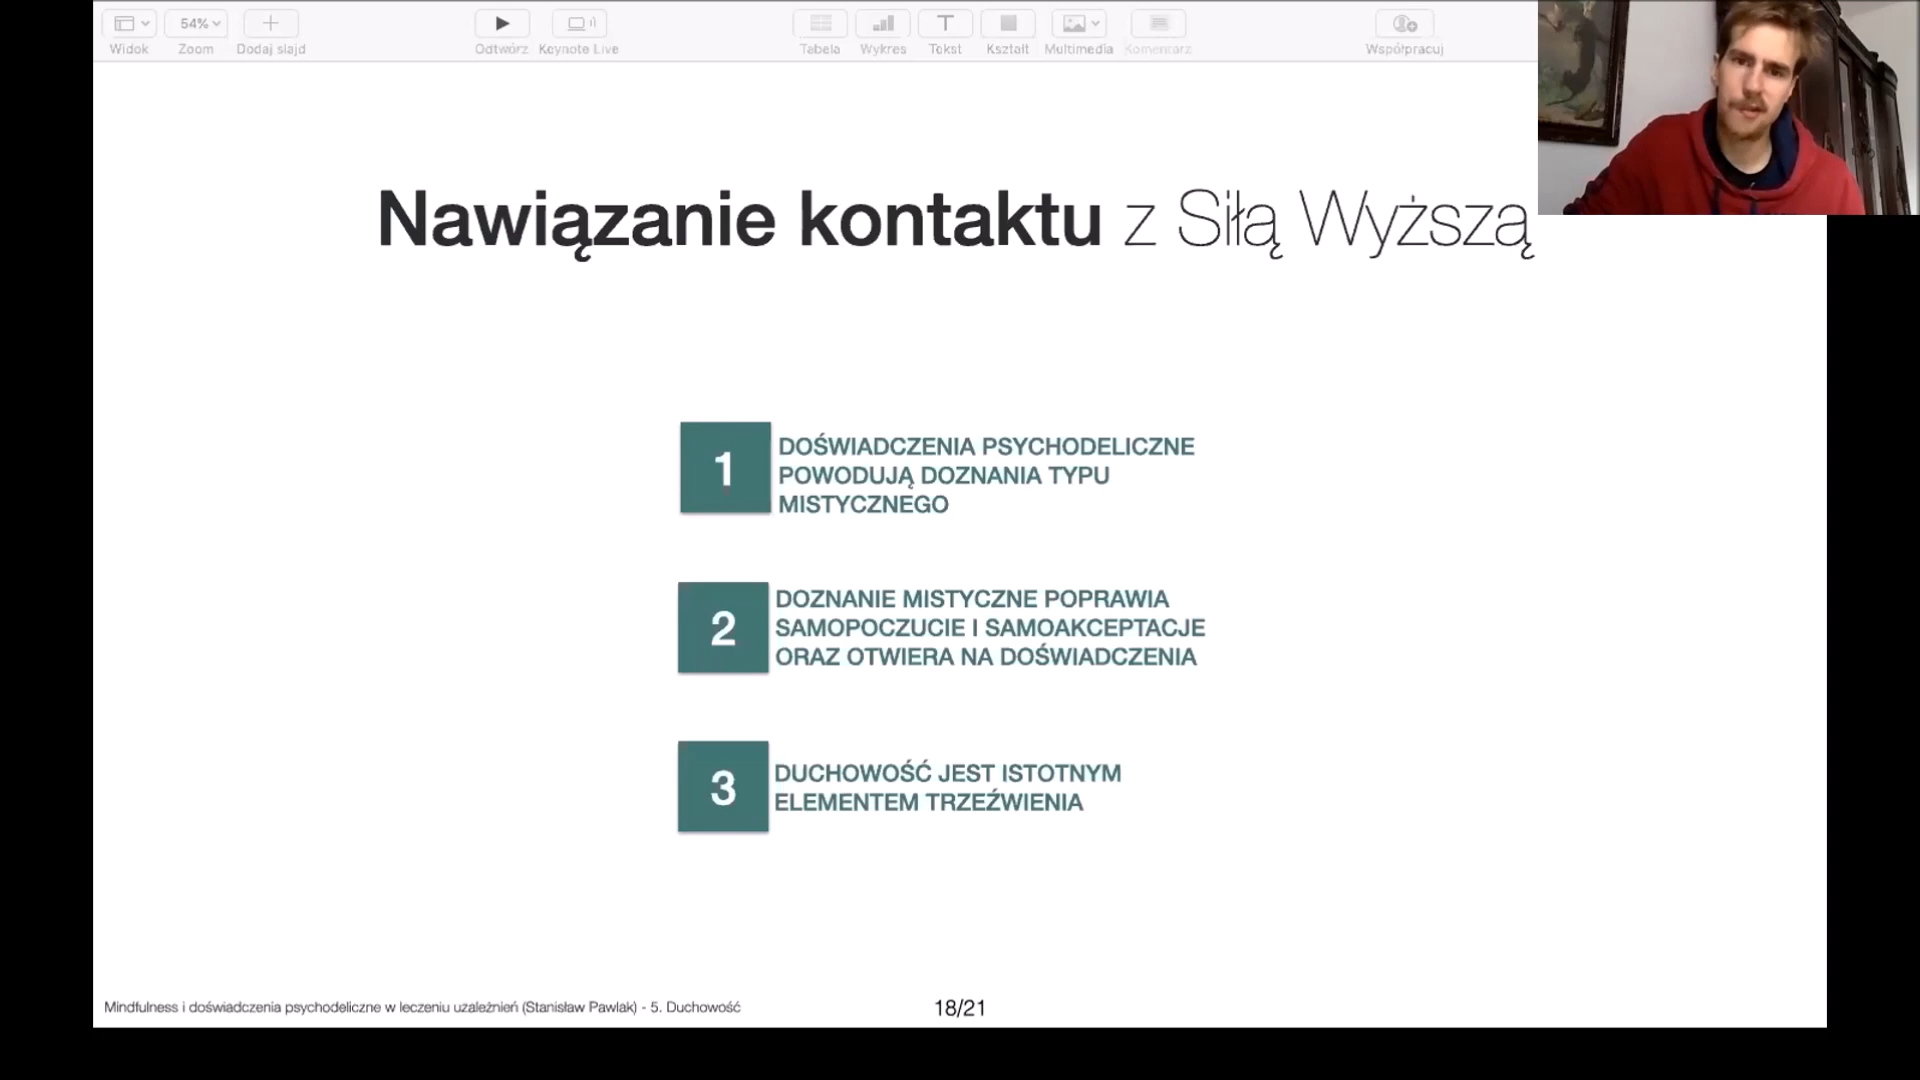 54%
Widok
Zoom
Dodaj slajd
Odtwórz
Keynote Live
Tabela
Wykres
T
Tekst
Kształt
Multimedia
Komentarz
Współpracuj
Nawiązanie kontaktu z Siłą Wyższą
1
DOŚWIADCZENIA PSYCHODELICZNE
POWODUJĄ DOZNANIA TYPU
MISTYCZNEGO
2
DOZNANIE MISTYCZNE POPRAWIA
SAMOPOCZUCIE I SAMOAKCEPTACJE
ORAZ OTWIERA NA DOŚWIADCZENIA
3
DUCHOWOŚĆ JEST ISTOTNYM
ELEMENTEM TRZEŹWIENIA
Mindfulness i doświadczenia psychodeliczne w leczeniu uzależnień (Stanisław Pawlak) - 5. Duchowość
18/21